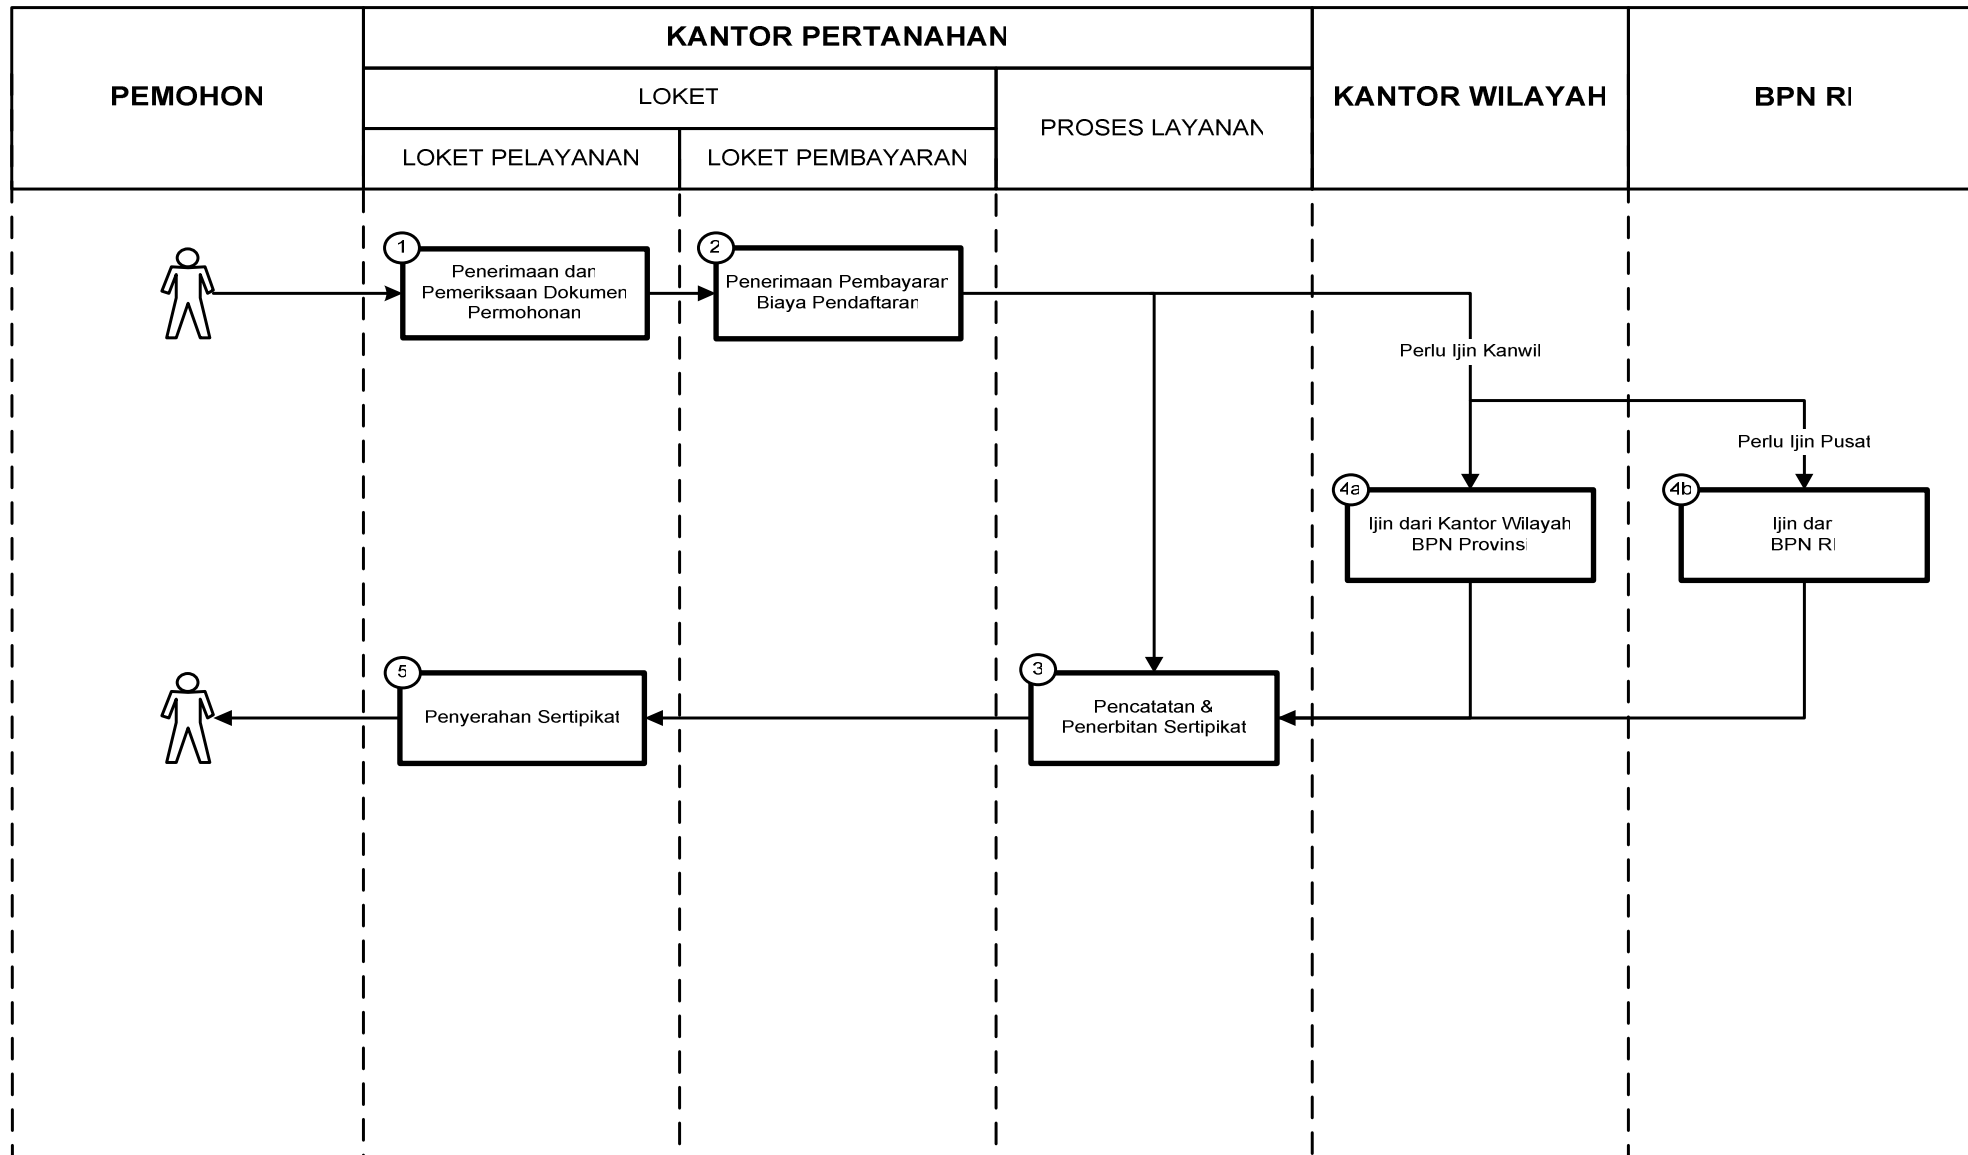 KANTOR PERTANAHAN
PEMOHON
LOKET
KANTOR WILAYAH
BPN RI
PROSES LAYANAN
LOKET PELAYANAN
LOKET PEMBAYARAN
1
Penerimaan dan
Pemeriksaan Dokumen
Permohonan
2
Penerimaan Pembayaran
Biaya Pendaftaran
Perlu Ijin Kanwil
Perlu Ijin Pusat
4a
Ijin dari Kantor Wilayah
BPN Provinsi
4b
Ijin dar
BPN RI
5
Penyerahan Sertipikat
3
Pencatatan &
Penerbitan Sertipikat